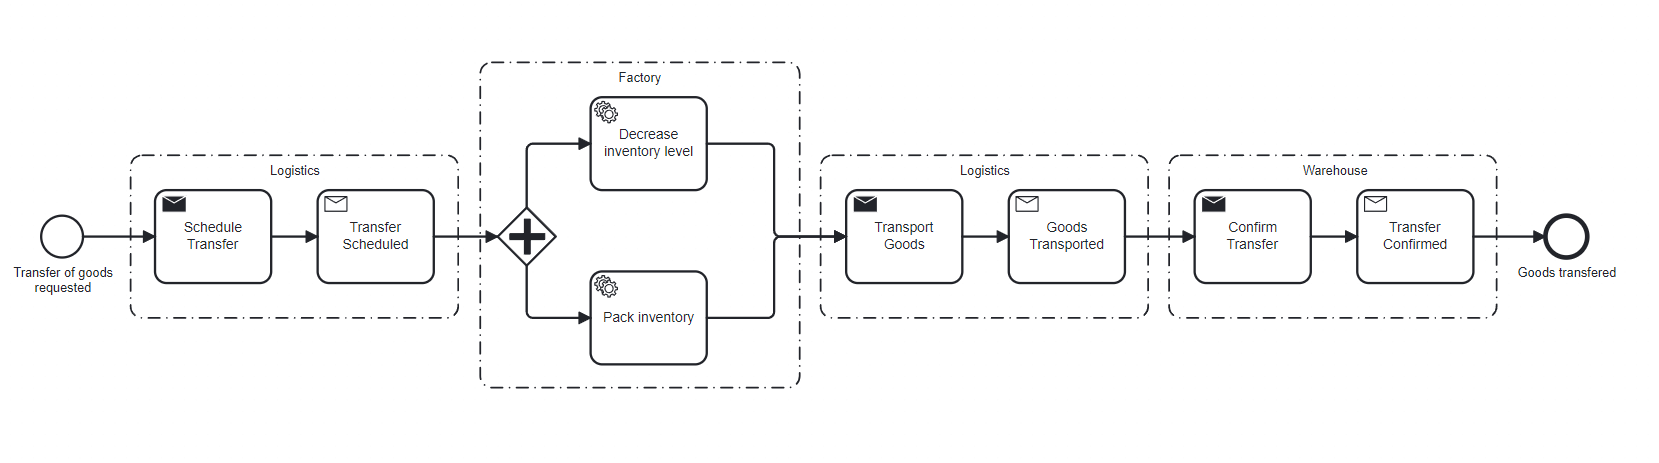 Factory
Decrease
inventory level
Logistics
Schedule
Transfer
Transfer
Scheduled
Transfer of goods
requested
Pack inventory
Logistics
Transport
Goods
Goods
Transported
Warehouse
Confirm
Transfer
Transfer
Confirmed
Goods transfered